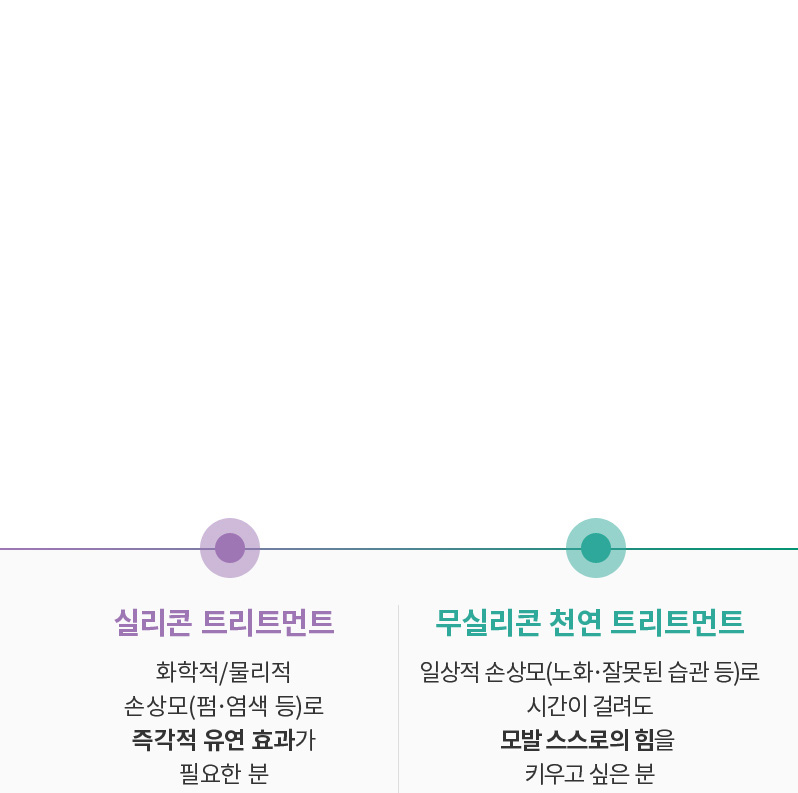 실리콘 트리트먼트
화학적/물리적
손상모(펌·염색 등)로
즉각적 유연 효과가
필요한 분
무실리콘 천연 트리트먼트
일상적 손상모(노화·잘못된 습관 등)로
시간이 걸려도
모발 스스로의 힘을
키우고 싶은 분